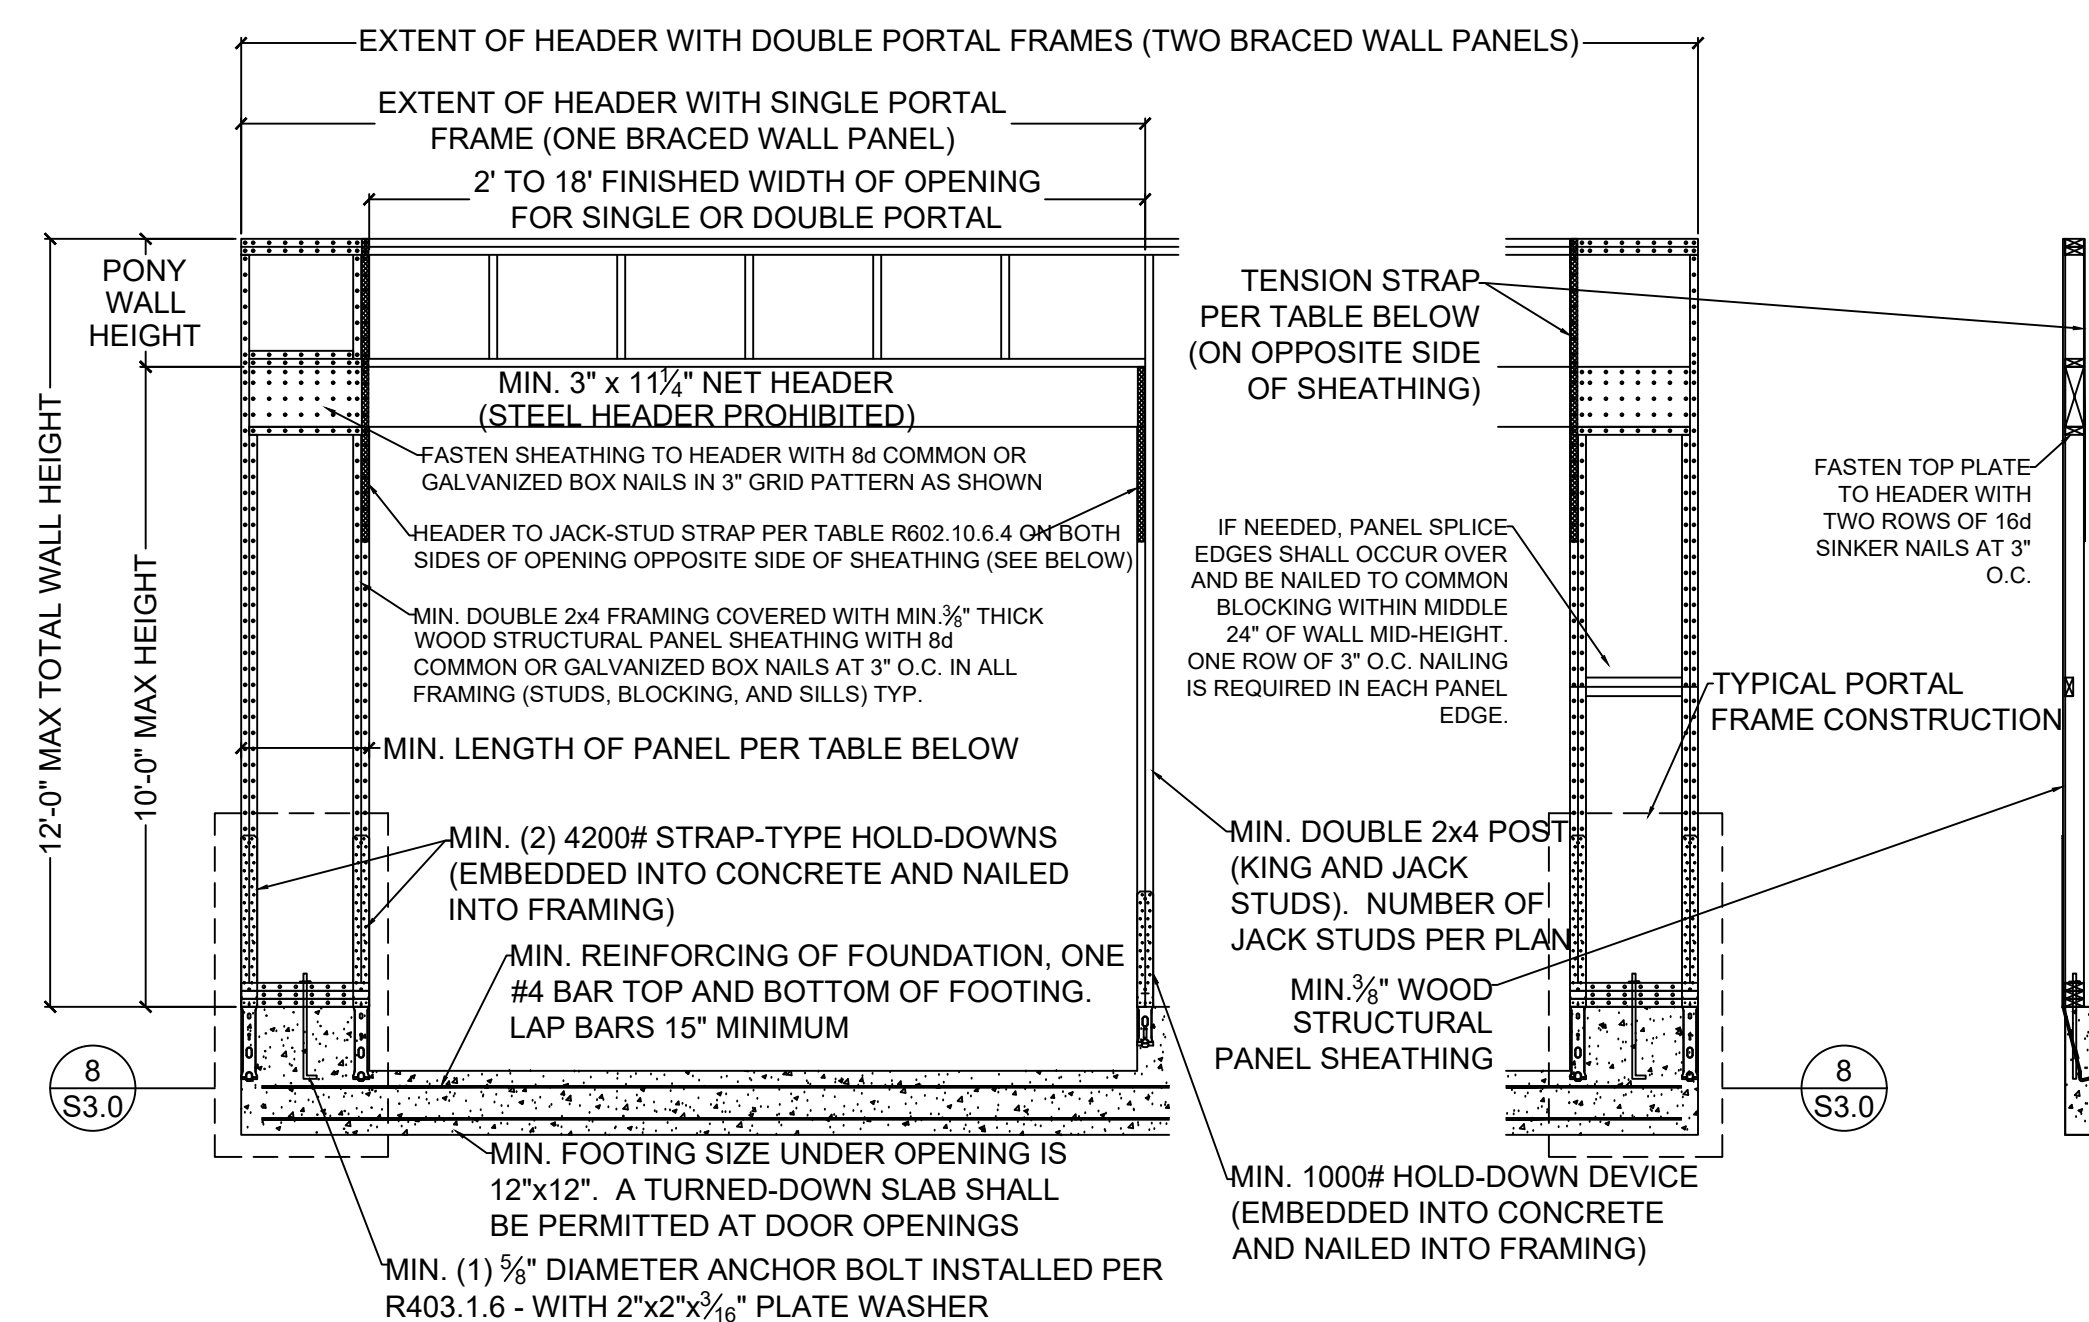 EXTENT OF HEADER WITH DOUBLE PORTAL FRAMES (TWO BRACED WALL PANELS)
EXTENT OF HEADER WITH SINGLE PORTAL
FRAME (ONE BRACED WALL PANEL)
2' TO 18' FINISHED WIDTH OF OPENING
FOR SINGLE OR DOUBLE PORTAL
PONY
WALL
HEIGHT
12'-0" MAX TOTAL WALL HEIGHT
10'-0" MAX HEIGHT
MIN. 3" x 11¼" NET HEADER
(STEEL HEADER PROHIBITED)
FASTEN SHEATHING TO HEADER WITH 8d COMMON OR
GALVANIZED BOX NAILS IN 3" GRID PATTERN AS SHOWN
HEADER TO JACK-STUD STRAP PER TABLE R602.10.6.4 ON BOTH
SIDES OF OPENING OPPOSITE SIDE OF SHEATHING (SEE BELOW)
MIN. DOUBLE 2x4 FRAMING COVERED WITH MIN.⅜" THICK
WOOD STRUCTURAL PANEL SHEATHING WITH 8d
COMMON OR GALVANIZED BOX NAILS AT 3" O.C. IN ALL
FRAMING (STUDS, BLOCKING, AND SILLS) TYP.
MIN. LENGTH OF PANEL PER TABLE BELOW
MIN. (2) 4200# STRAP-TYPE HOLD-DOWNS
(EMBEDDED INTO CONCRETE AND NAILED
INTO FRAMING)
MIN. REINFORCING OF FOUNDATION, ONE
#4 BAR TOP AND BOTTOM OF FOOTING.
LAP BARS 15" MINIMUM
8
S3.0
MIN. FOOTING SIZE UNDER OPENING IS
12"x12". A TURNED-DOWN SLAB SHALL
BE PERMITTED AT DOOR OPENINGS
MIN. (1) ⅝" DIAMETER ANCHOR BOLT INSTALLED PER
R403.1.6 - WITH 2"x2"x3⁄16" PLATE WASHER
TENSION STRAP
PER TABLE BELOW
(ON OPPOSITE SIDE
OF SHEATHING)
IF NEEDED, PANEL SPLICE
EDGES SHALL OCCUR OVER
AND BE NAILED TO COMMON
BLOCKING WITHIN MIDDLE
24" OF WALL MID-HEIGHT.
ONE ROW OF 3" O.C. NAILING
IS REQUIRED IN EACH PANEL
EDGE.
MIN. DOUBLE 2x4 POST
(KING AND JACK
STUDS). NUMBER OF
JACK STUDS PER PLAN
MIN.⅜" WOOD
STRUCTURAL
PANEL SHEATHING
MIN. 1000# HOLD-DOWN DEVICE
(EMBEDDED INTO CONCRETE
AND NAILED INTO FRAMING)
FASTEN TOP PLATE
TO HEADER WITH
TWO ROWS OF 16d
SINKER NAILS AT 3"
O.C.
TYPICAL PORTAL
FRAME CONSTRUCTION
8
S3.0